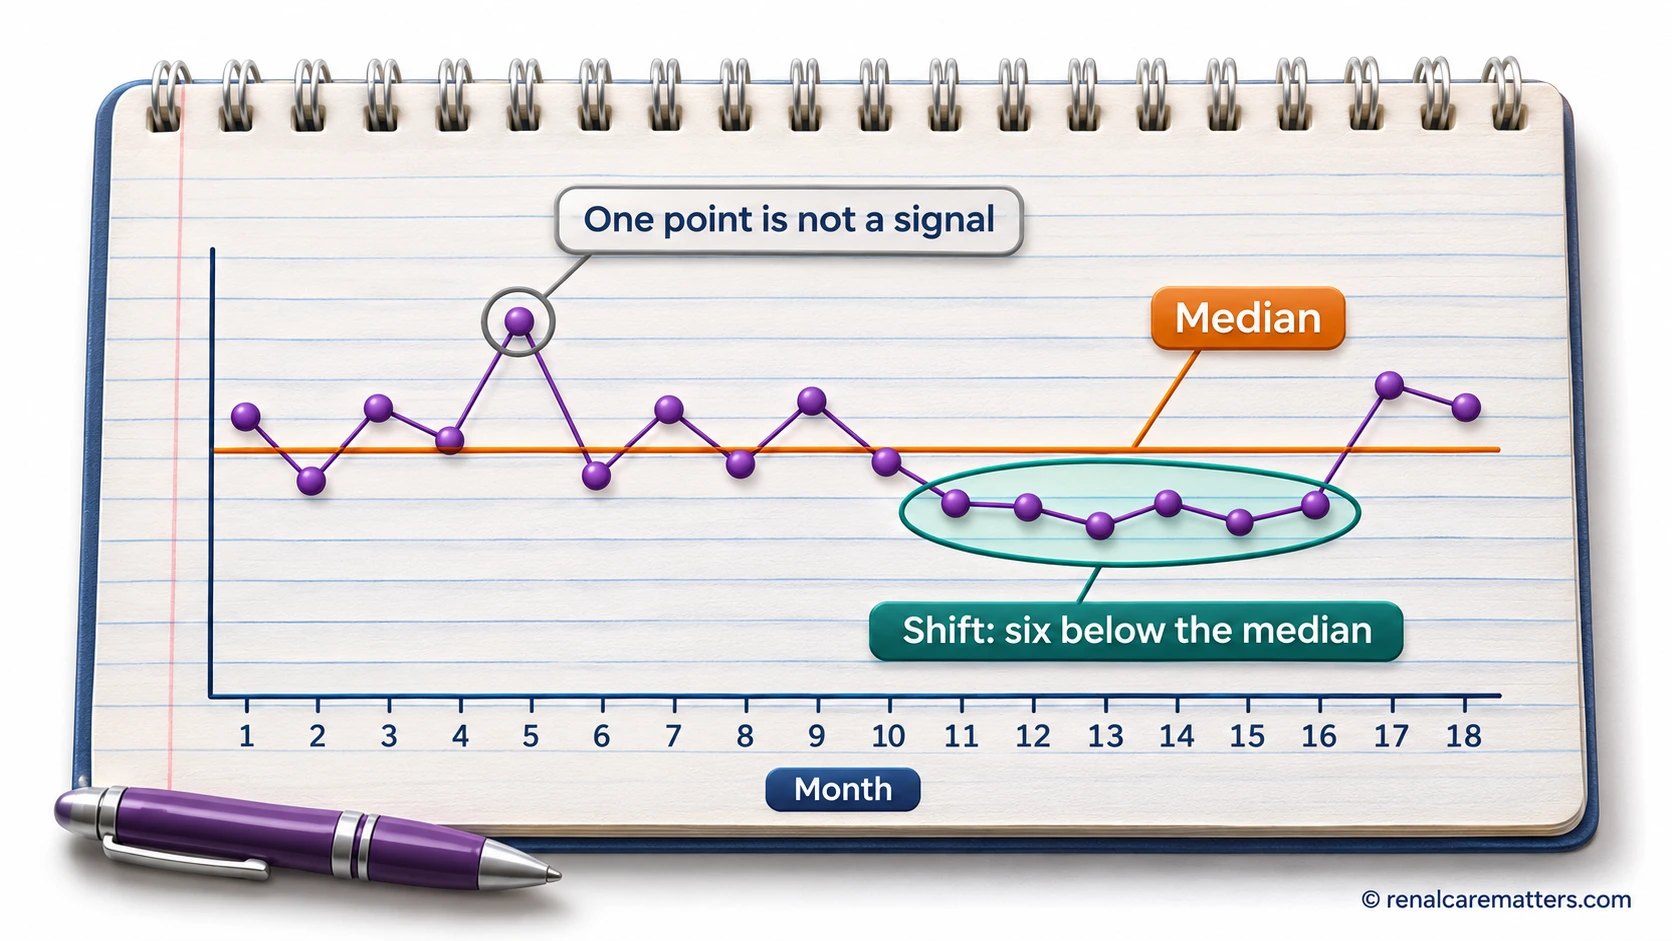 One point is not a signal
Median
Shift: six below the median
1 2 3 4 5 6 7 8 9 10 11 12 13 14 15 16 17 18
Month
© renalcarematters.com